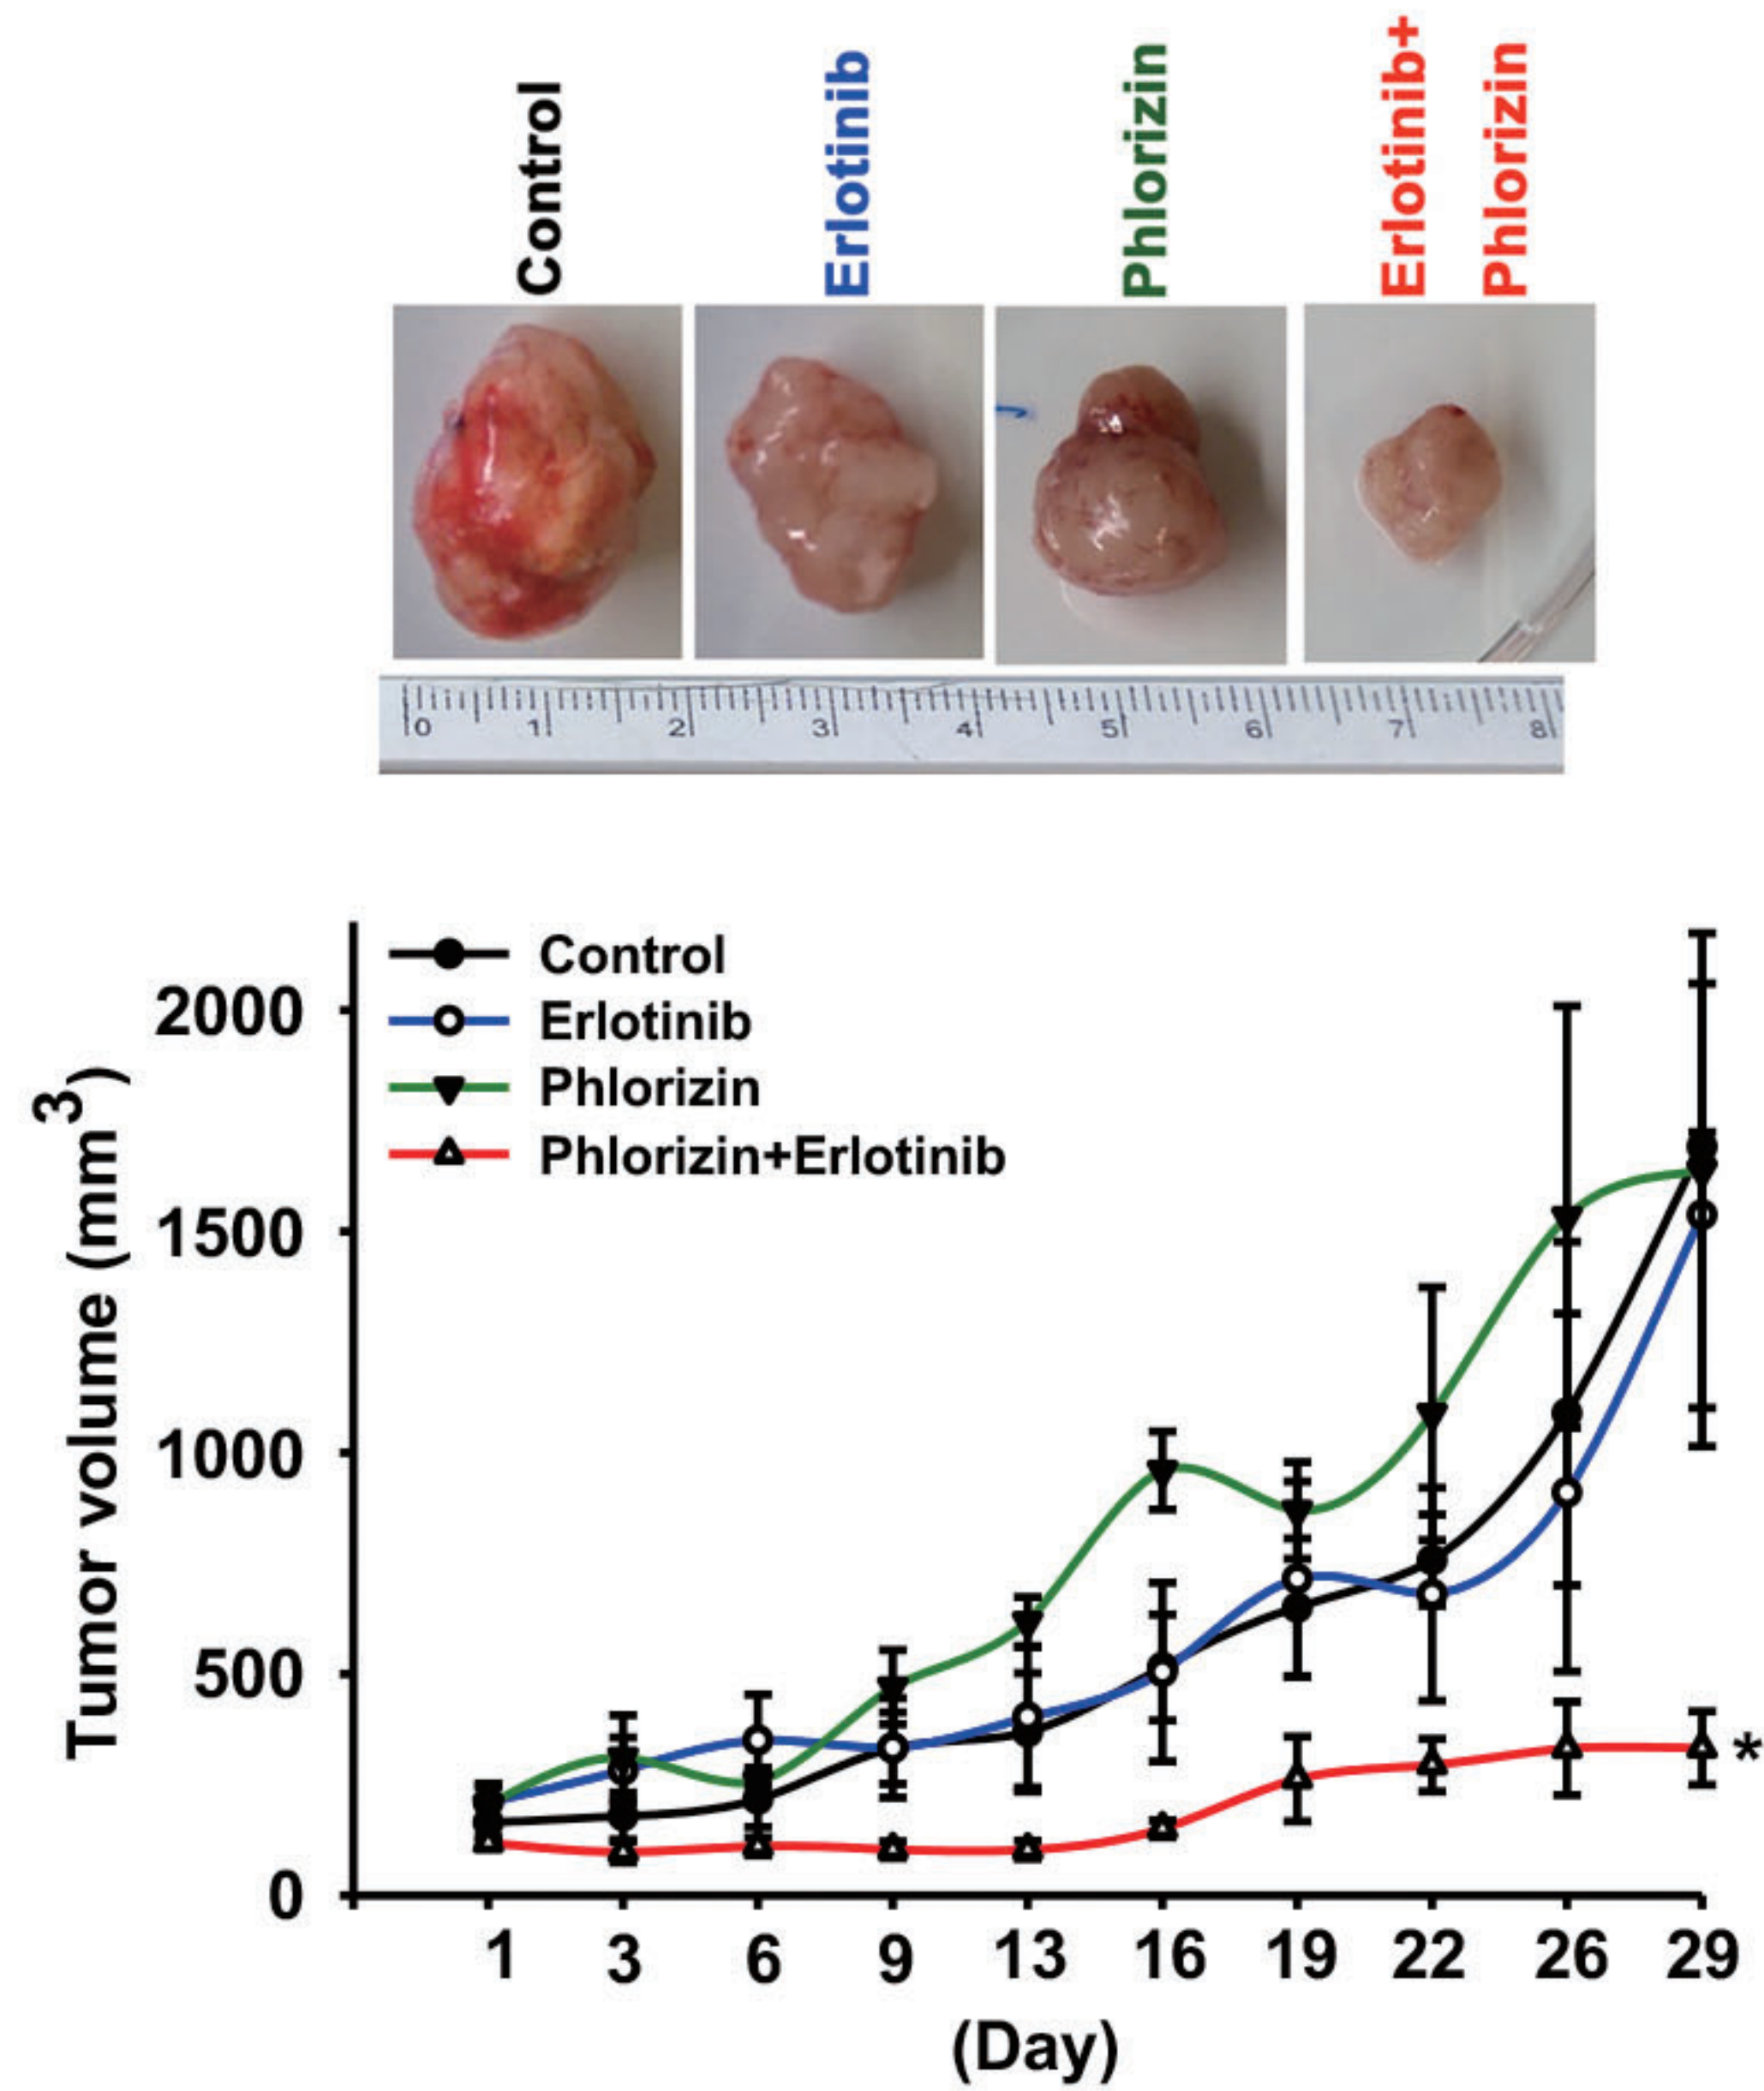 Control
Erlotinib
Phlorizin
Erlotinib+
Phlorizin
0 1 2 3 4 5 6 7 8
Control
Erlotinib
Phlorizin
Phlorizin+Erlotinib
Tumor volume (mm3)
2000
1500
1000
500
0
*
1 3 6 9 13 16 19 22 26 29
(Day)